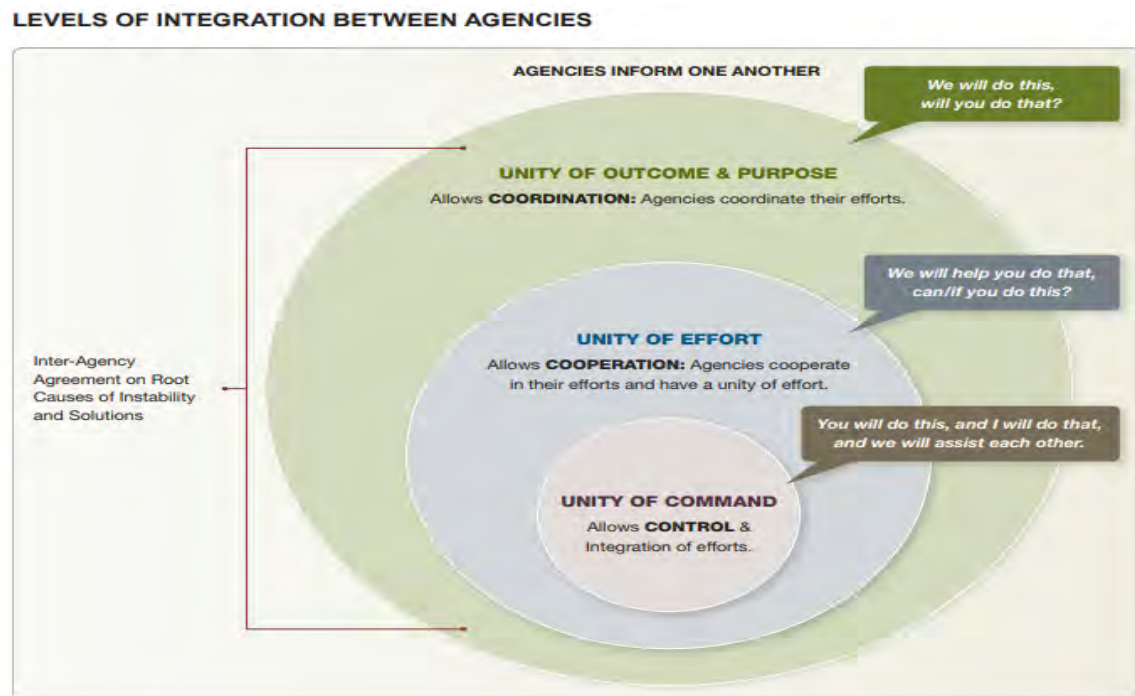 LEVELS OF INTEGRATION BETWEEN AGENCIES
AGENCIES INFORM ONE ANOTHER
We will do this,
will you do that?
UNITY OF OUTCOME & PURPOSE
Allows COORDINATION: Agencies coordinate their efforts.
We will help you do that,
can/if you do this?
UNITY OF EFFORT
Allows COOPERATION: Agencies cooperate
in their efforts and have a unity of effort.
Inter-Agency
Agreement on Root
Causes of Instability
and Solutions
You will do this, and I will do that,
and we will assist each other.
UNITY OF COMMAND
Allows CONTROL &
Integration of efforts.